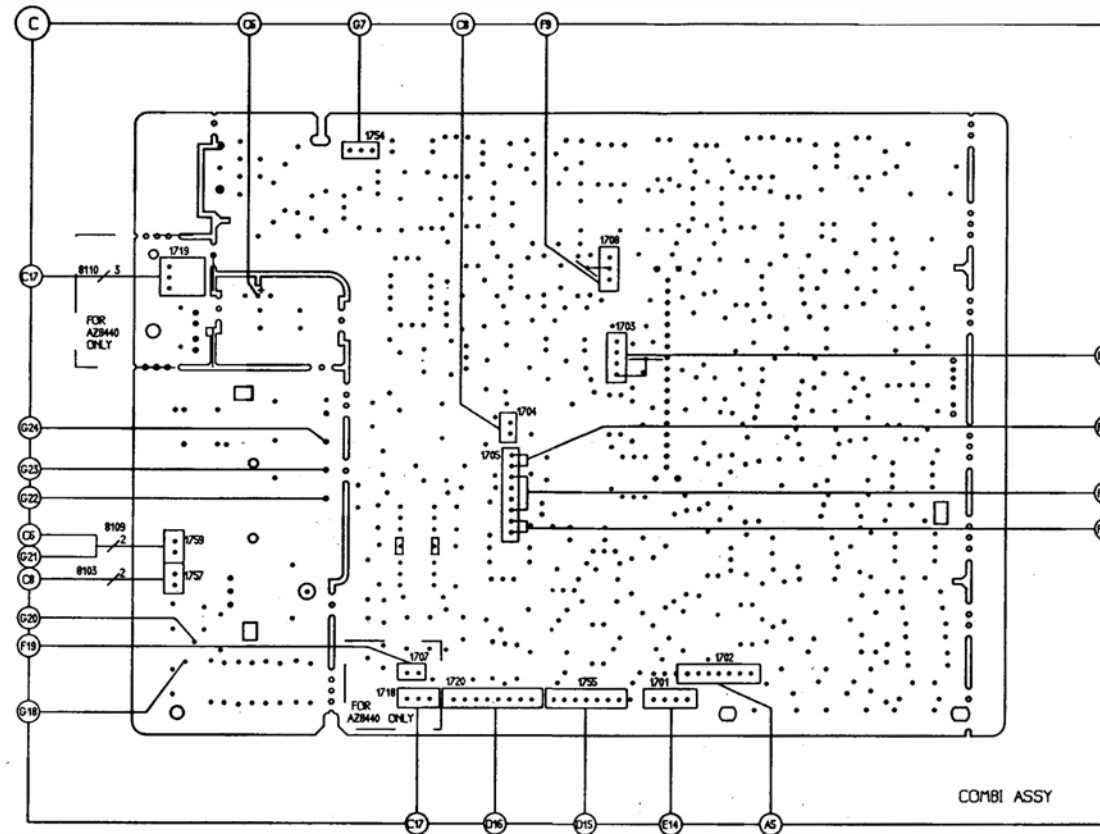 C C6 G7 C8 F9
1754
1719
1708
C17 8110 3
FOR
AZ8440
ONLY
1703
1704
G24
1705
G23
G22
C6 8109 2 1759
G21
C8 8103 2 1757
G20
F19
1707 1702
G18 1718 1720 1755 1701
FOR
AZ8440 ONLY
COMBI ASSY
C17 D16 D15 E14 A5